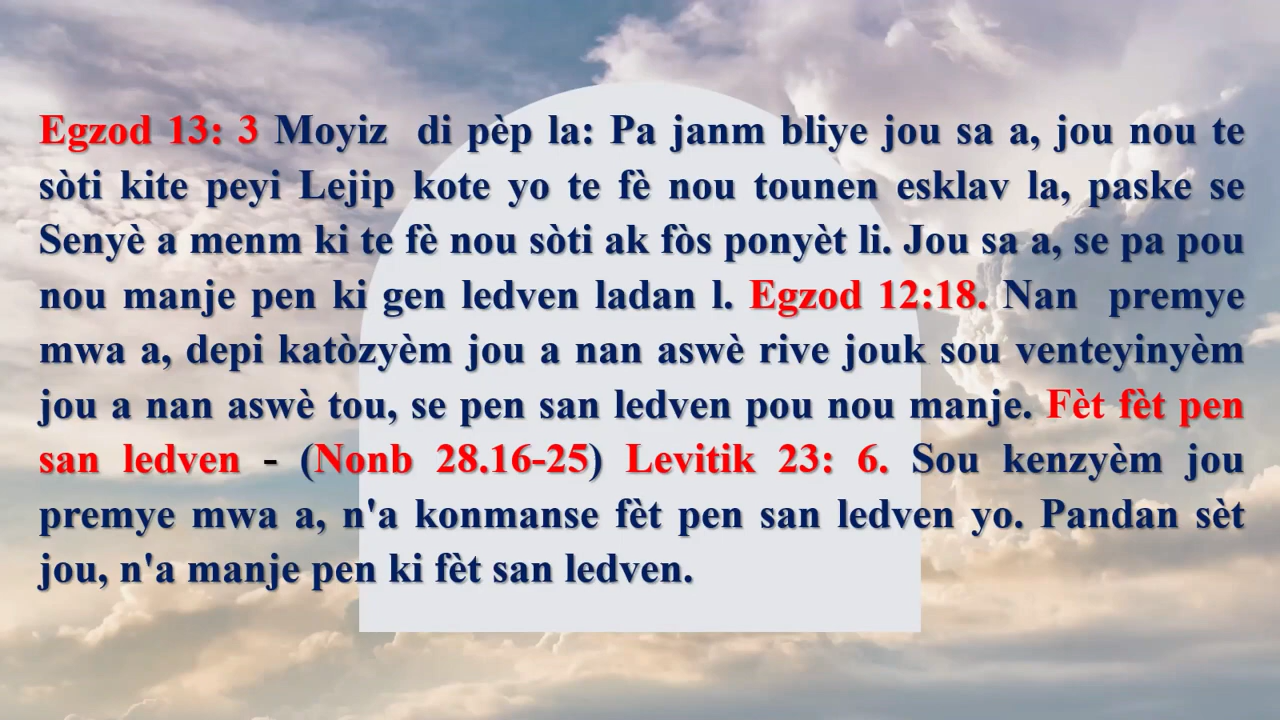 Egzod 13: 3 Moyiz di pèp la: Pa janm bliye jou sa a, jou nou te
sòti kite peyi Lejip kote yo te fè nou tounen esklav la, paske se
Senyè a menm ki te fè nou sòti ak fòs ponyèt li. Jou sa a, se pa pou
nou manje pen ki gen ledven ladan l. Egzod 12:18. Nan premye
mwa a, depi katòzyèm jou a nan aswè rive jouk sou venteyinyèm
jou a nan aswè tou, se pen san ledven pou nou manje. Fèt fèt pen
san ledven - (Nonb 28.16-25) Levitik 23: 6. Sou kenzyèm jou
premye mwa a, n'a konmanse fèt pen san ledven yo. Pandan sèt
jou, n'a manje pen ki fèt san ledven.